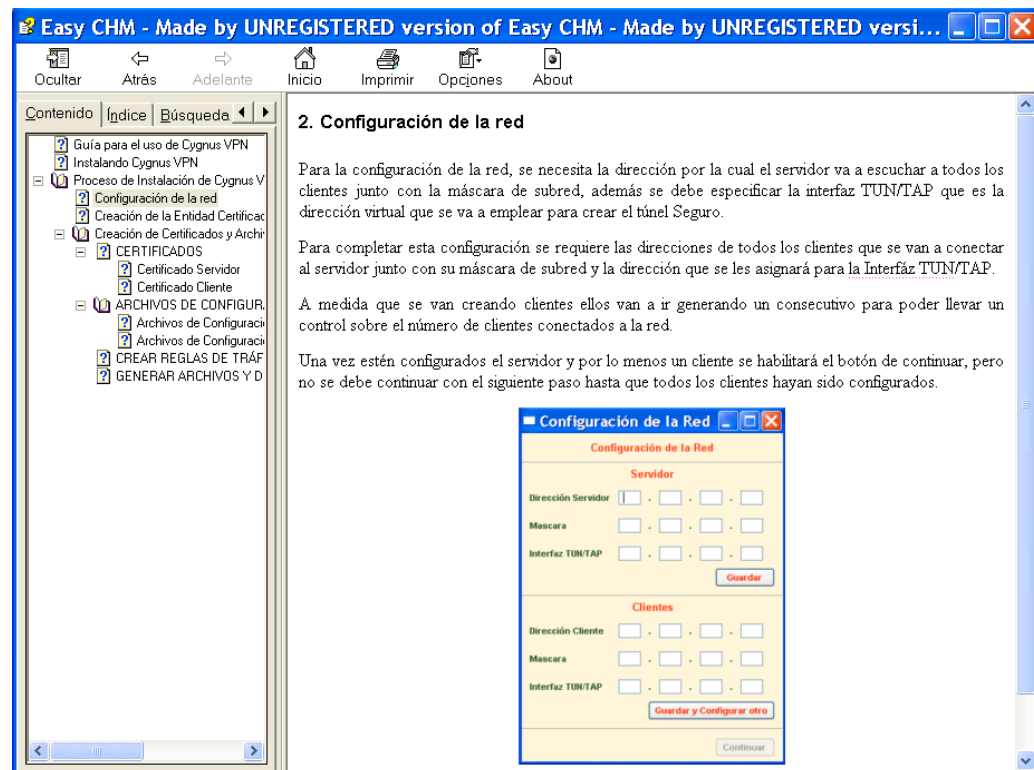 Easy CHM - Made by UNREGISTERED version of Easy CHM - Made by UNREGISTERED versi...
Ocultar Atrás Adelante Inicio Imprimir Opciones About
Contenido Índice Búsqueda
Guía para el uso de Cygnus VPN
Instalando Cygnus VPN
Proceso de Instalación de Cygnus V
Configuración de la red
Creación de la Entidad Certificac
Creación de Certificados y Archiv
CERTIFICADOS
Certificado Servidor
Certificado Cliente
ARCHIVOS DE CONFIGUR
Archivos de Configuraci
Archivos de Configuraci
CREAR REGLAS DE TRÁF
GENERAR ARCHIVOS Y D
2. Configuración de la red
Para la configuración de la red, se necesita la dirección por la cual el servidor va a escuchar a todos los
clientes junto con la máscara de subred, además se debe especificar la interfaz TUN/TAP que es la
dirección virtual que se va a emplear para crear el túnel Seguro.
Para completar esta configuración se requiere las direcciones de todos los clientes que se van a conectar
al servidor junto con su máscara de subred y la dirección que se les asignará para la Interfáz TUN/TAP.
A medida que se van creando clientes ellos van a ir generando un consecutivo para poder llevar un
control sobre el número de clientes conectados a la red.
Una vez estén configurados el servidor y por lo menos un cliente se habilitará el botón de continuar, pero
no se debe continuar con el siguiente paso hasta que todos los clientes hayan sido configurados.
Configuración de la Red
Configuración de la Red
Servidor
Dirección Servidor . . .
Mascara . . .
Interfaz TUN/TAP . . .
Guardar
Clientes
Dirección Cliente . . .
Mascara . . .
Interfaz TUN/TAP . . .
Guardar y Configurar otro
Continuar